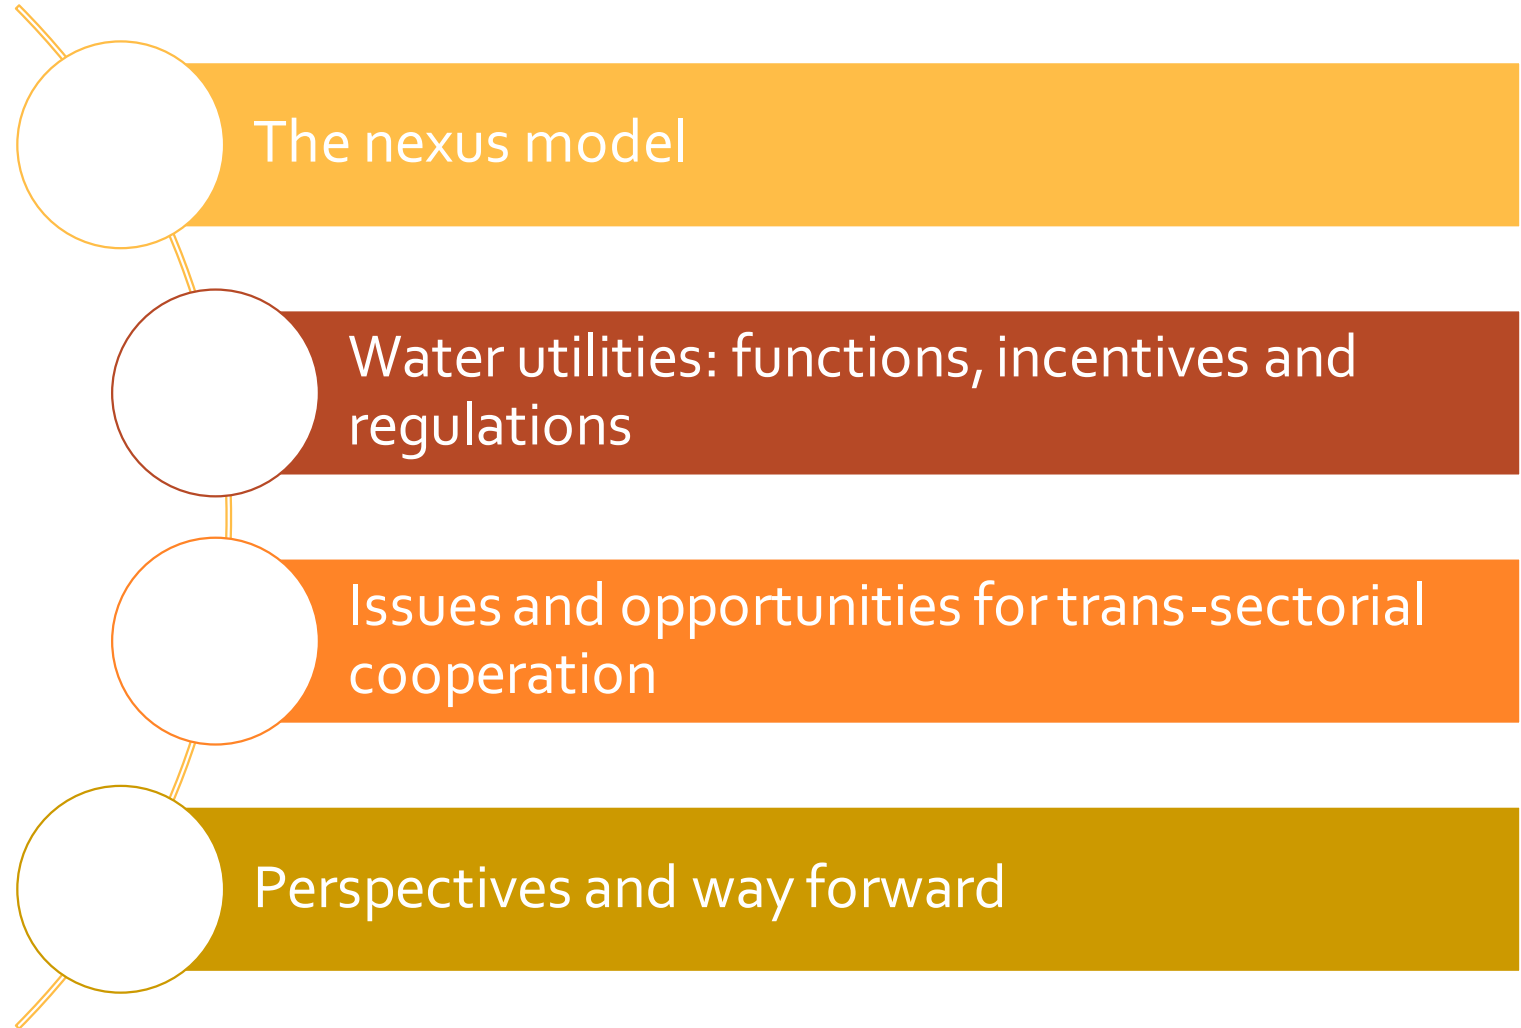 The nexus model
Water utilities: functions, incentives and
regulations
Issues and opportunities for trans-sectorial
cooperation
Perspectives and way forward